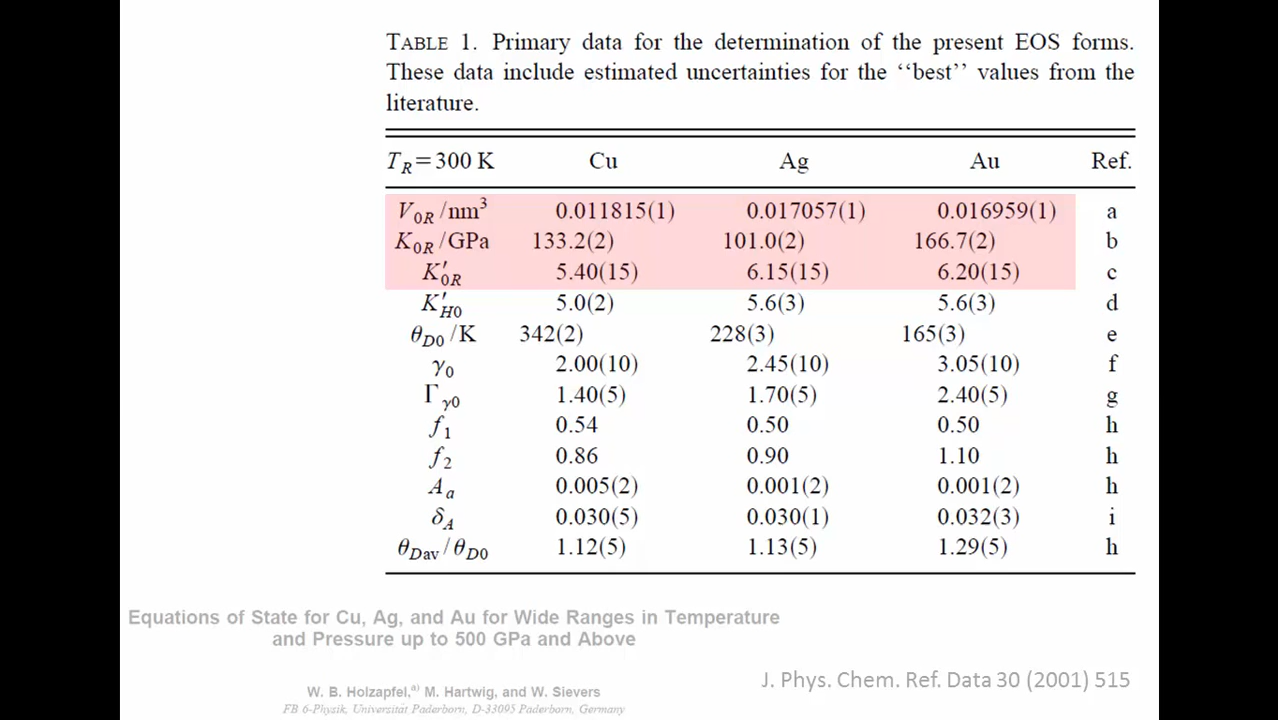 TABLE 1. Primary data for the determination of the present EOS forms.
These data include estimated uncertainties for the ‘‘best’’ values from the
literature.
T_R = 300 K Cu Ag Au Ref.
V_0R /nm³ 0.011815(1) 0.017057(1) 0.016959(1) a
K_0R /GPa 133.2(2) 101.0(2) 166.7(2) b
K′_0R 5.40(15) 6.15(15) 6.20(15) c
K′_H0 5.0(2) 5.6(3) 5.6(3) d
θ_D0 /K 342(2) 228(3) 165(3) e
γ_0 2.00(10) 2.45(10) 3.05(10) f
Γ_γ0 1.40(5) 1.70(5) 2.40(5) g
f_1 0.54 0.50 0.50 h
f_2 0.86 0.90 1.10 h
A_a 0.005(2) 0.001(2) 0.001(2) h
δ_A 0.030(5) 0.030(1) 0.032(3) i
θ_Dav / θ_D0 1.12(5) 1.13(5) 1.29(5) h
Equations of State for Cu, Ag, and Au for Wide Ranges in Temperature
and Pressure up to 500 GPa and Above
J. Phys. Chem. Ref. Data 30 (2001) 515
W. B. Holzapfel,a) M. Hartwig, and W. Sievers
FB 6-Physik, Universität Paderborn, D-33095 Paderborn, Germany